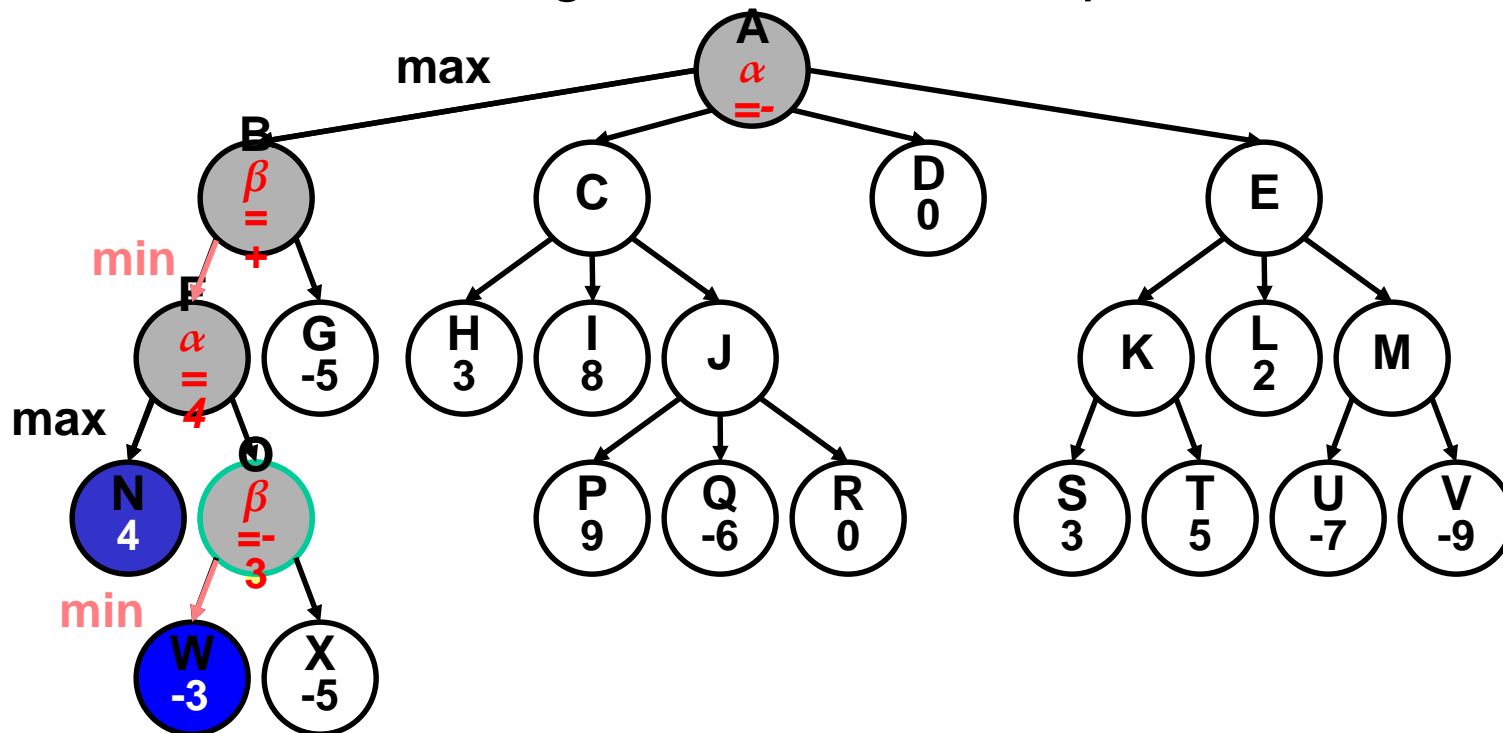 A
max
α
=-
B
β
=
+
C
D
0
E
min
F
α
=
4
G
-5
H
3
I
8
J
K
L
2
M
max
N
4
O
β
=-
3
P
9
Q
-6
R
0
S
3
T
5
U
-7
V
-9
min
W
-3
X
-5